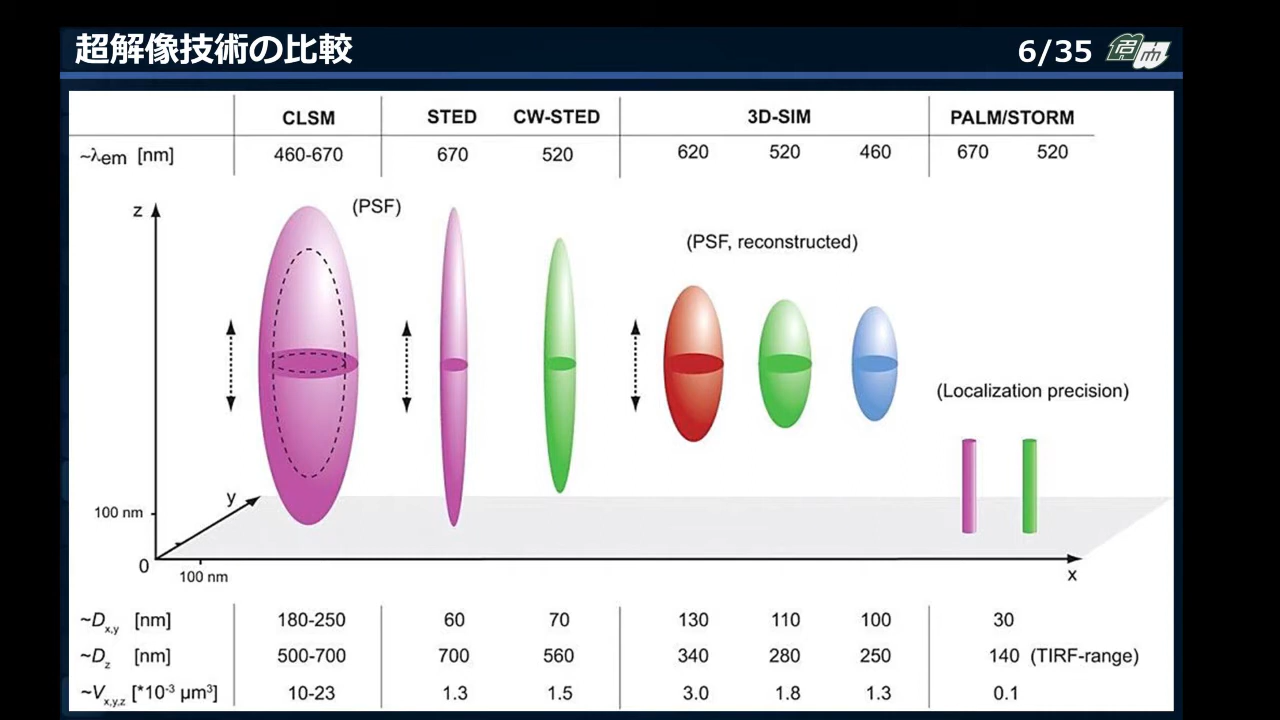 超解像技術の比較 6/35
CLSM STED CW-STED 3D-SIM PALM/STORM
~λem [nm] 460-670 670 520 620 520 460 670 520
z (PSF)
(PSF, reconstructed)
(Localization precision)
y
100 nm
0
100 nm x
~Dx,y [nm] 180-250 60 70 130 110 100 30
~Dz [nm] 500-700 700 560 340 280 250 140 (TIRF-range)
~Vx,y,z [*10-3 µm3] 10-23 1.3 1.5 3.0 1.8 1.3 0.1